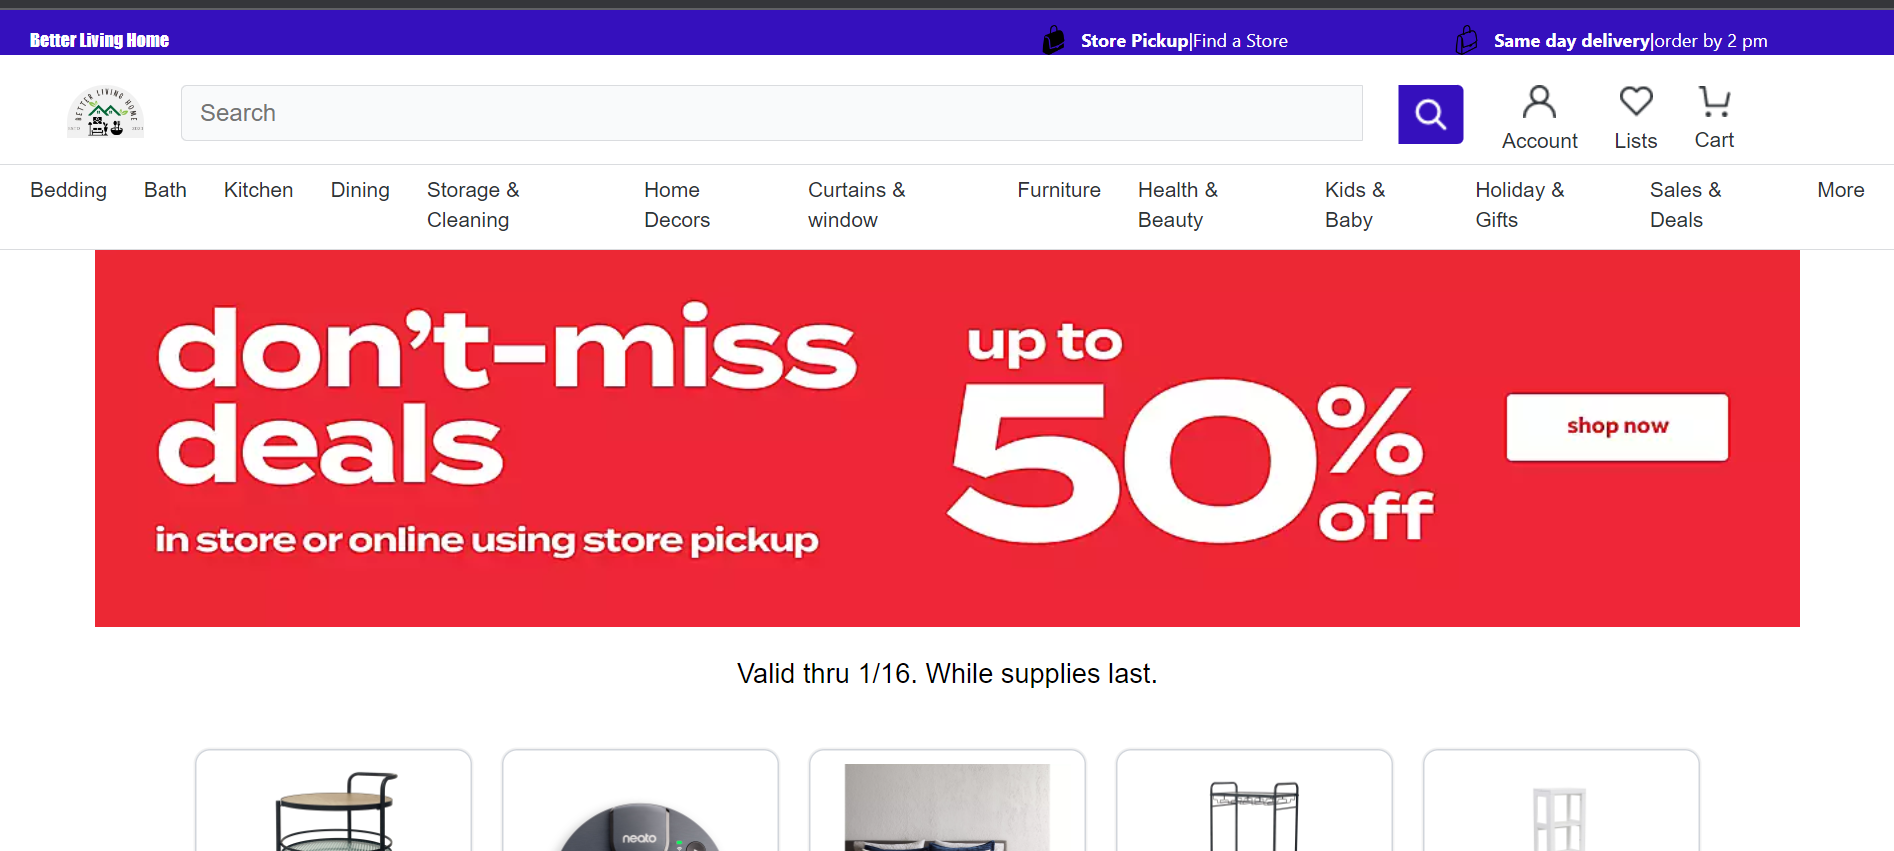 Better Living Home
Store Pickup|Find a Store
Same day delivery|order by 2 pm
BETTER LIVING HOME
Search
Account
Lists
Cart
Bedding
Bath
Kitchen
Dining
Storage &
Cleaning
Home
Decors
Curtains &
window
Furniture
Health &
Beauty
Kids &
Baby
Holiday &
Gifts
Sales &
Deals
More
don't-miss
deals
in store or online using store pickup
up to
50%
off
shop now
Valid thru 1/16. While supplies last.
neato